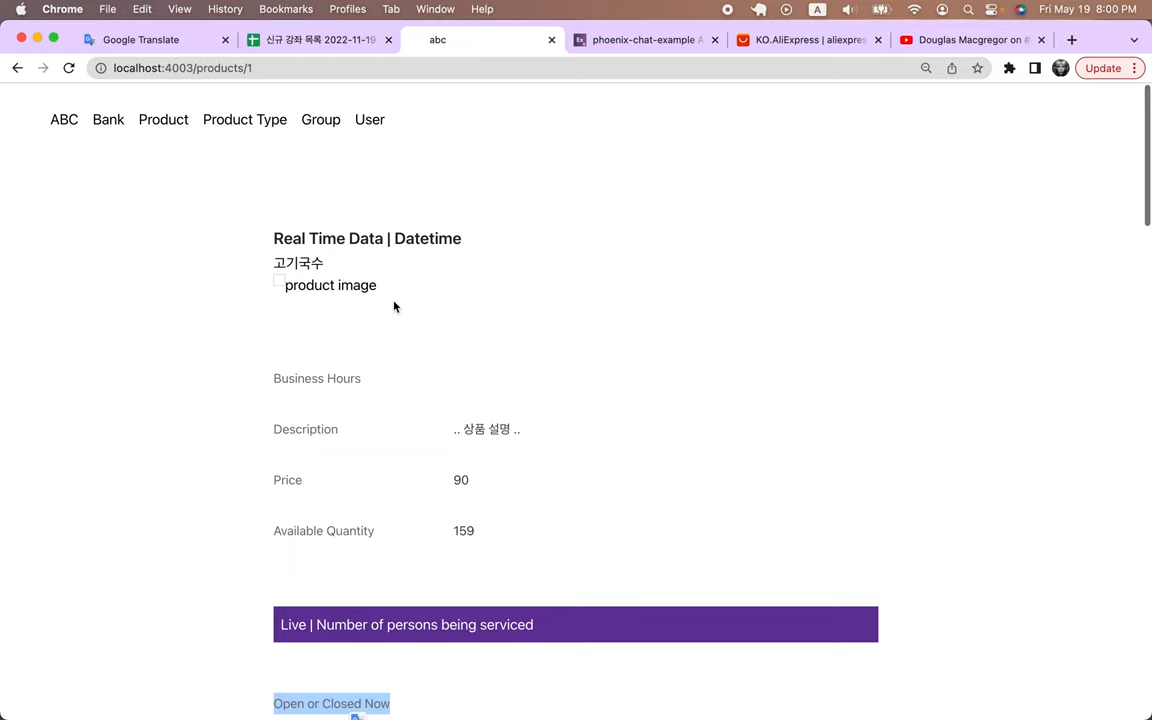 Chrome File Edit View History Bookmarks Profiles Tab Window Help A Fri May 19 8:00 PM
Google Translate 신규 강좌 목록 2022-11-19 abc Ex phoenix-chat-example A KO.AliExpress | aliexpres Douglas Macgregor on #
localhost:4003/products/1 Update
ABC Bank Product Product Type Group User
Real Time Data | Datetime
고기국수
product image
Business Hours
Description .. 상품 설명 ..
Price 90
Available Quantity 159
Live | Number of persons being serviced
Open or Closed Now